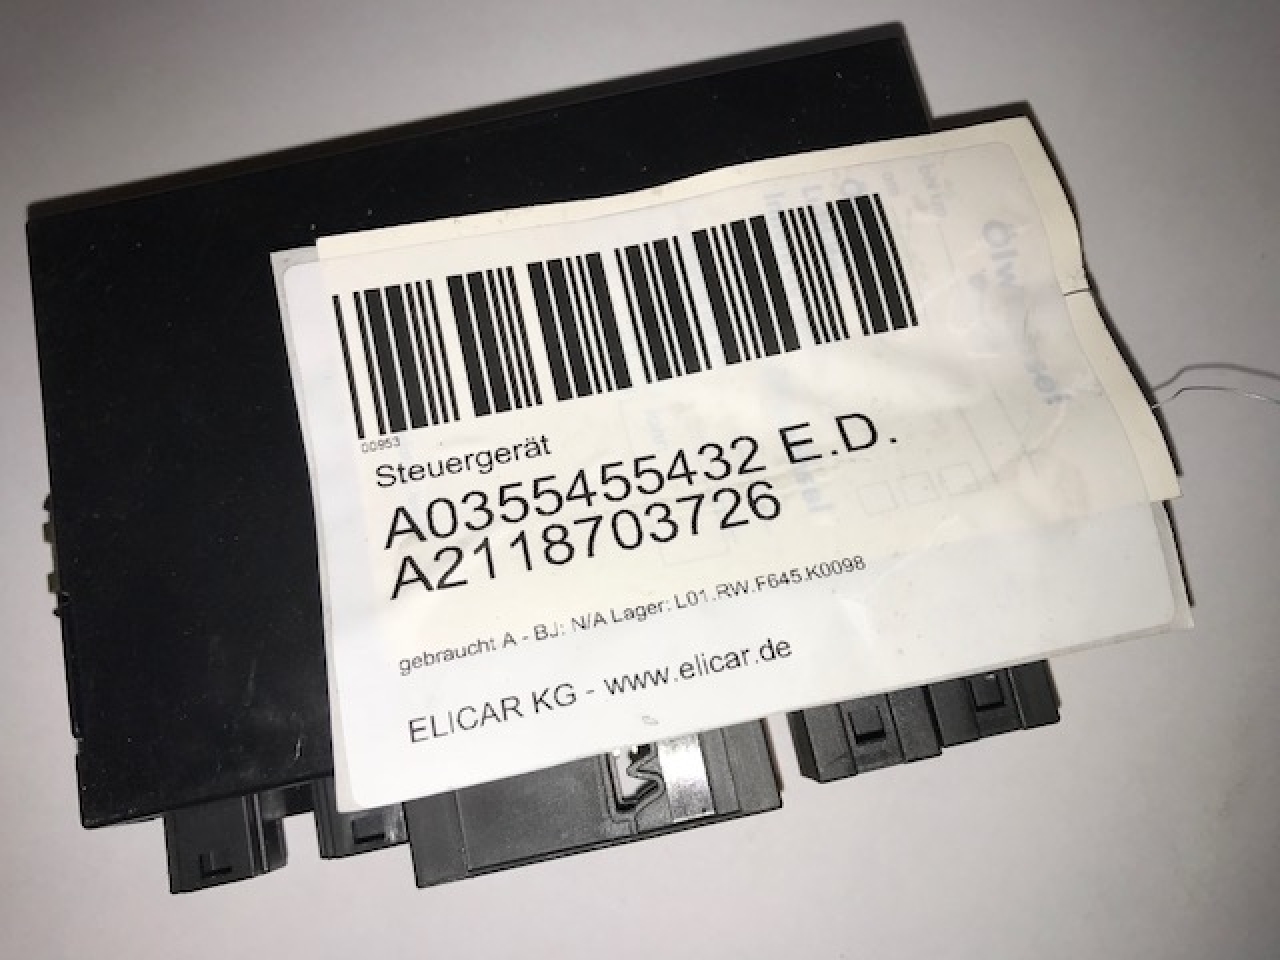 00953
Steuergerät
A0355455432 E.D.
A2118703726
gebraucht A - BJ: N/A Lager: L01.RW.F645.K0098
ELICAR KG - www.elicar.de